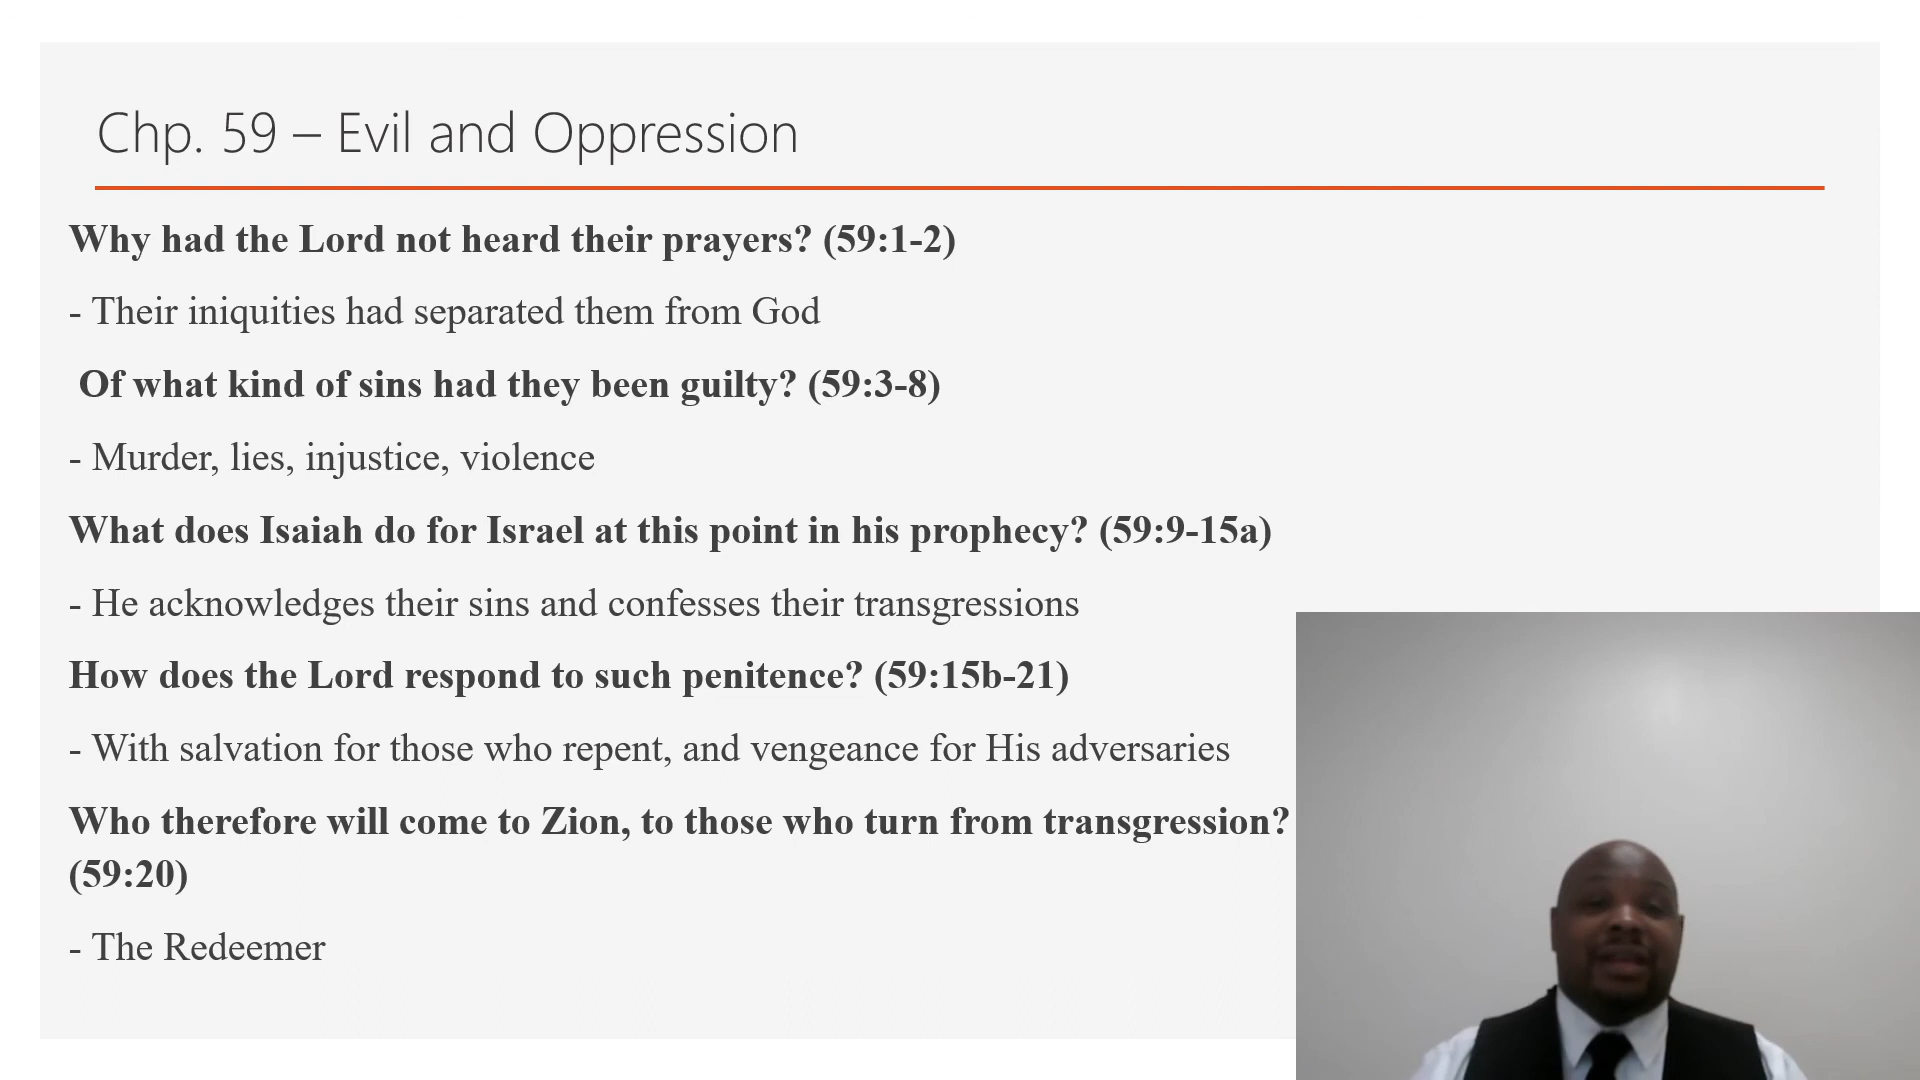 Chp. 59 – Evil and Oppression
Why had the Lord not heard their prayers? (59:1-2)
- Their iniquities had separated them from God
Of what kind of sins had they been guilty? (59:3-8)
- Murder, lies, injustice, violence
What does Isaiah do for Israel at this point in his prophecy? (59:9-15a)
- He acknowledges their sins and confesses their transgressions
How does the Lord respond to such penitence? (59:15b-21)
- With salvation for those who repent, and vengeance for His adversaries
Who therefore will come to Zion, to those who turn from transgression?
(59:20)
- The Redeemer